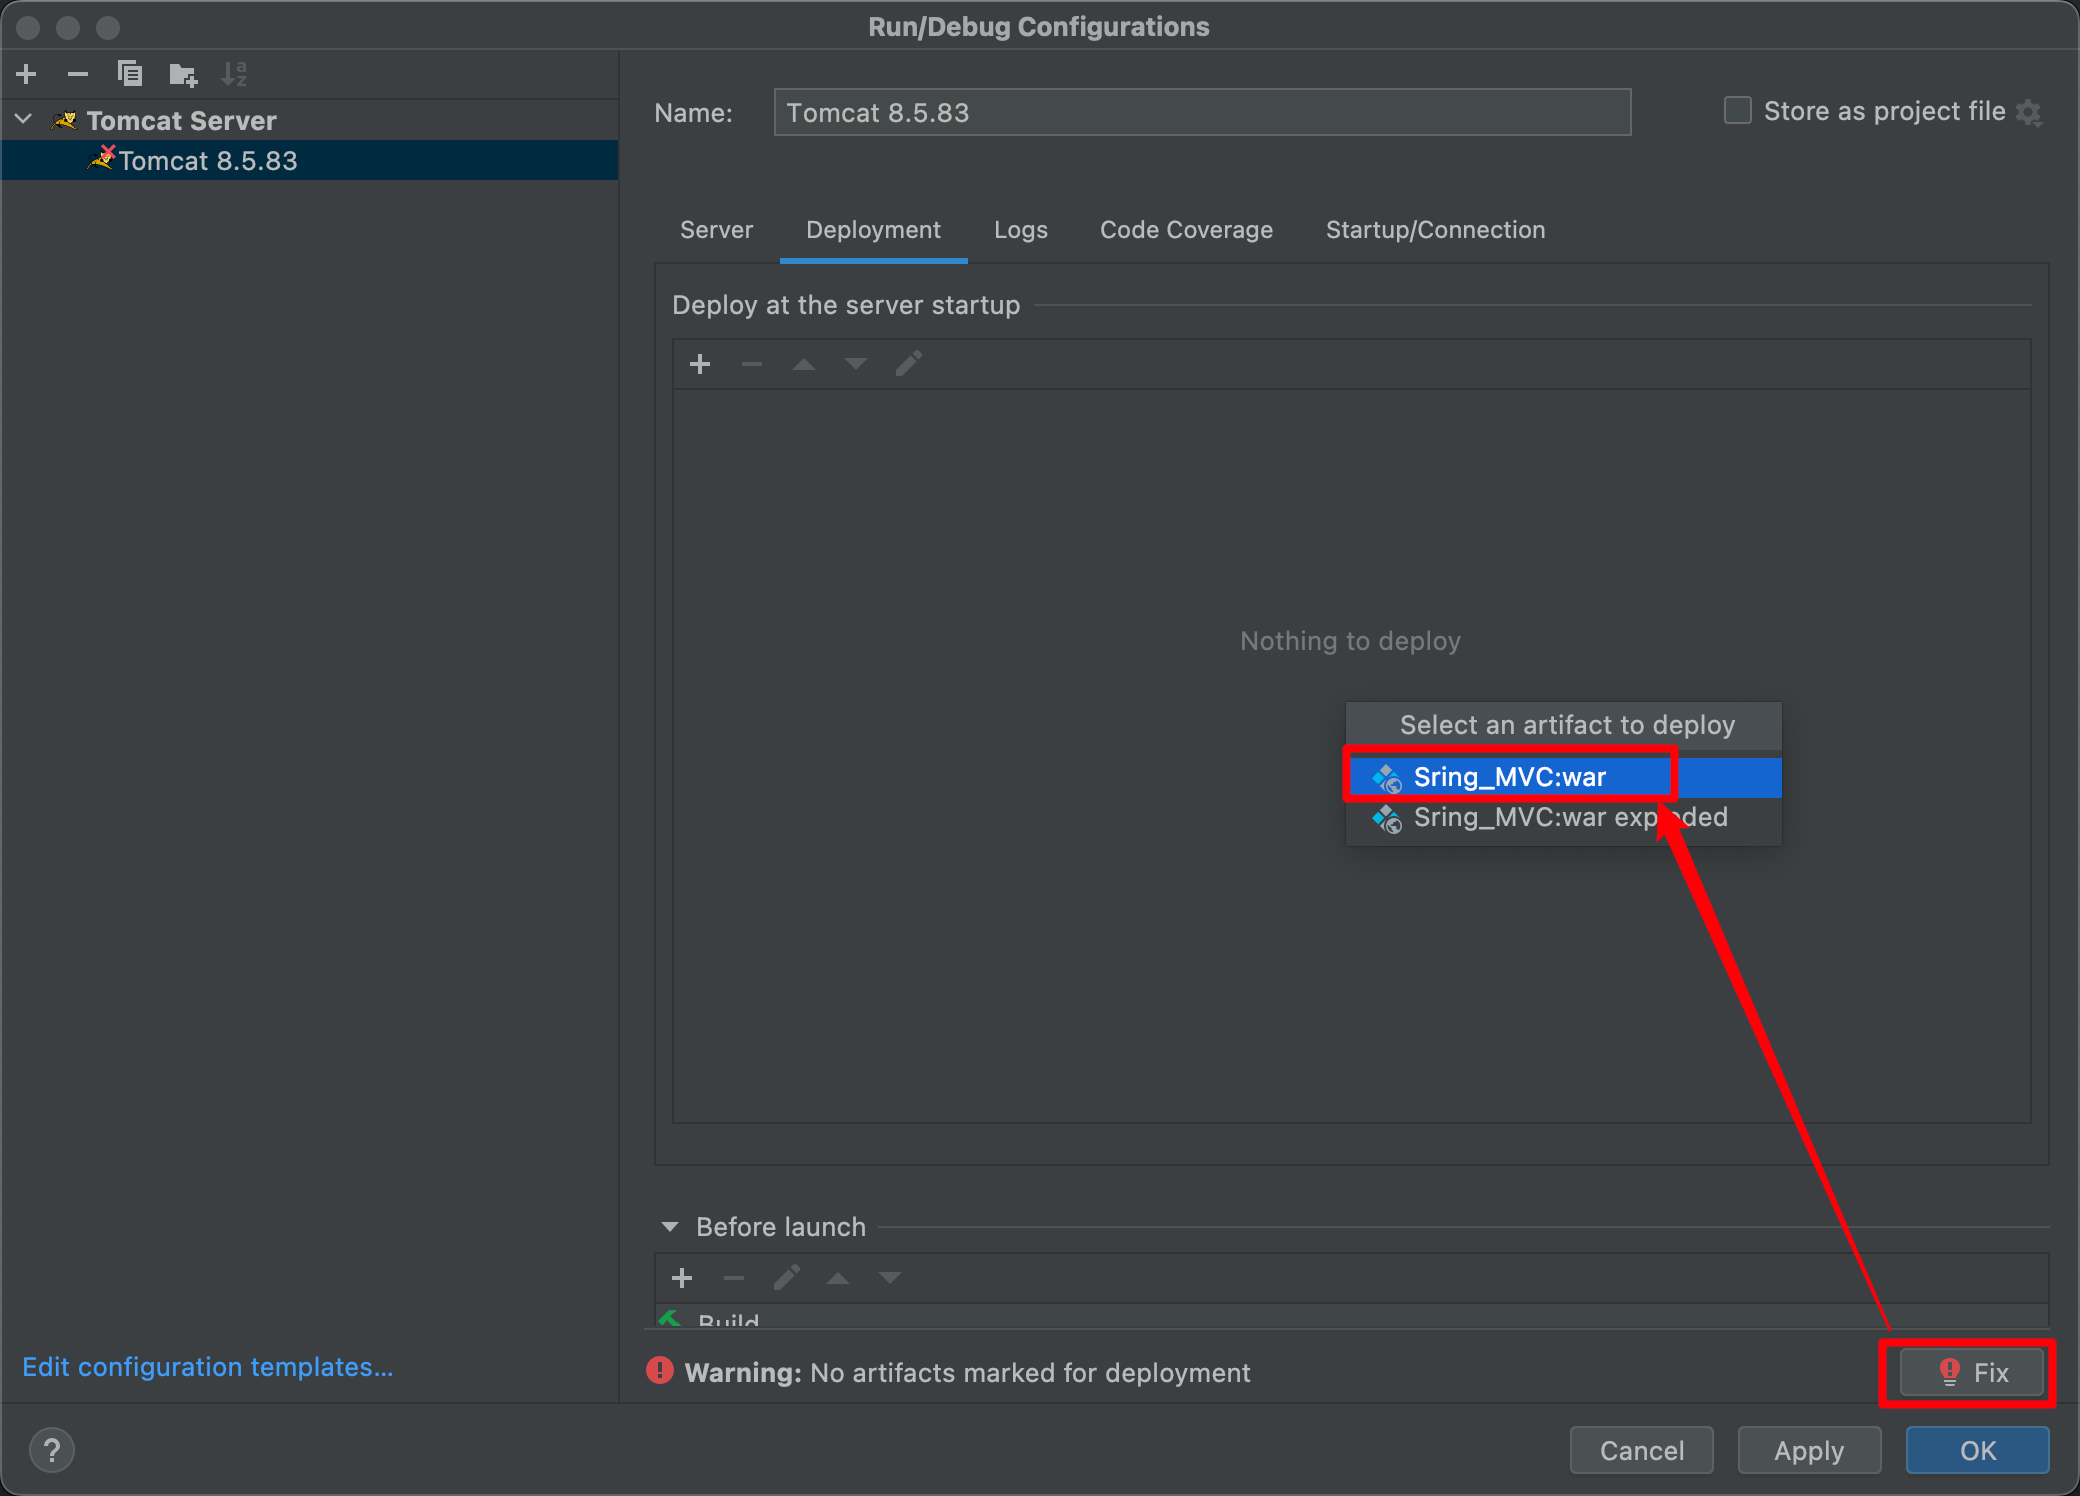 Run/Debug Configurations
Tomcat Server
Tomcat 8.5.83
Name: Tomcat 8.5.83
Store as project file
Server Deployment Logs Code Coverage Startup/Connection
Deploy at the server startup
Nothing to deploy
Select an artifact to deploy
Sring_MVC:war
Sring_MVC:war exploded
Before launch
Build
Edit configuration templates...
Warning: No artifacts marked for deployment
Fix
?
Cancel Apply OK